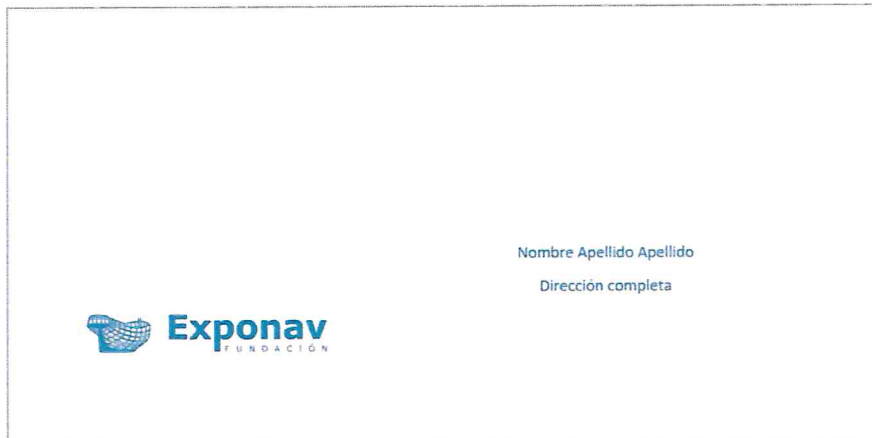 Nombre Apellido Apellido
Dirección completa
Exponav
FUNDACIÓN